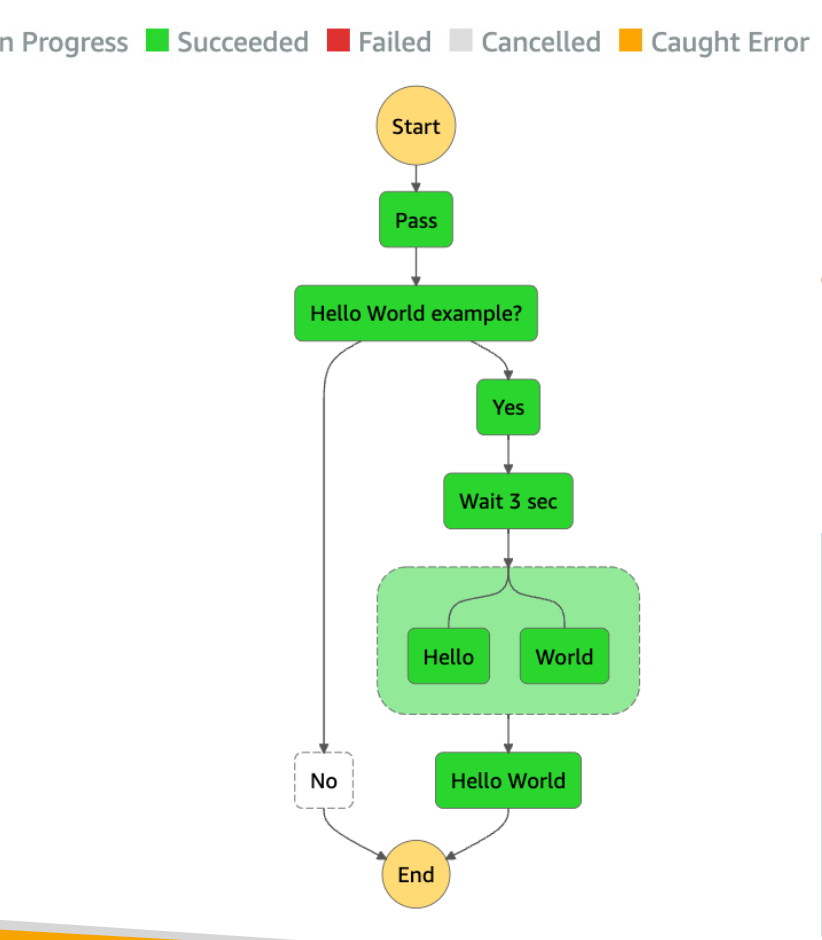 n Progress Succeeded Failed Cancelled Caught Error
Start
Pass
Hello World example?
Yes
Wait 3 sec
Hello World
No Hello World
End